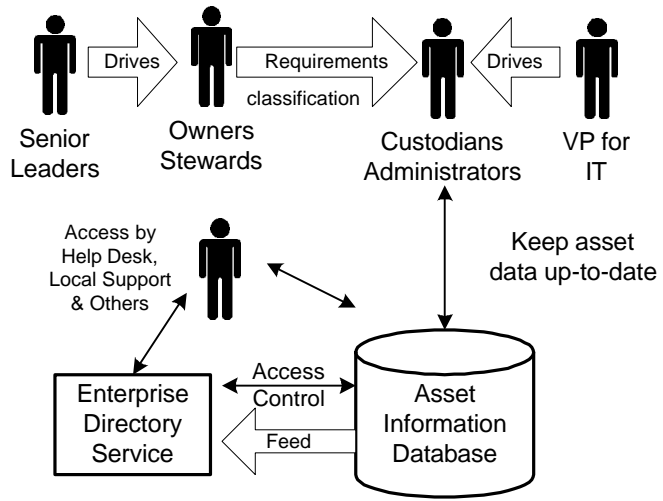 Drives
Requirements
Drives
classification
Senior
Leaders
Owners
Stewards
Custodians
Administrators
VP for
IT
Access by
Help Desk,
Local Support
& Others
Keep asset
data up-to-date
Enterprise
Directory
Service
Access
Control
Feed
Asset
Information
Database